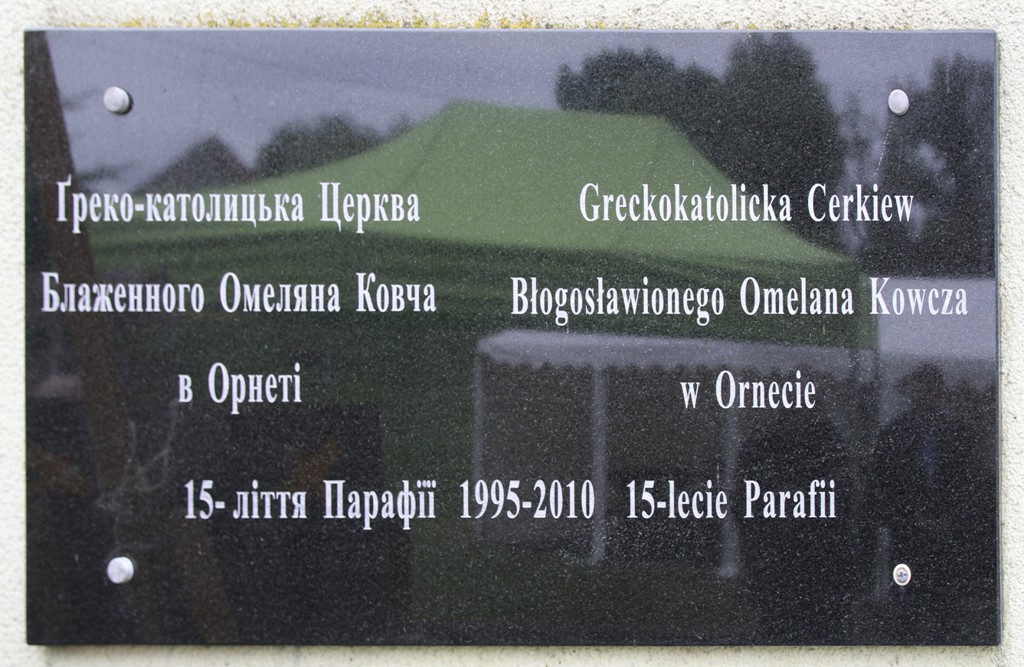 Ґреко-католицька Церква Greckokatolicka Cerkiew
Блаженного Омеляна Ковча Błogosławionego Omelana Kowcza
в Орнеті w Ornecie
15- ліття Парафіїї 1995-2010 15-lecie Parafii